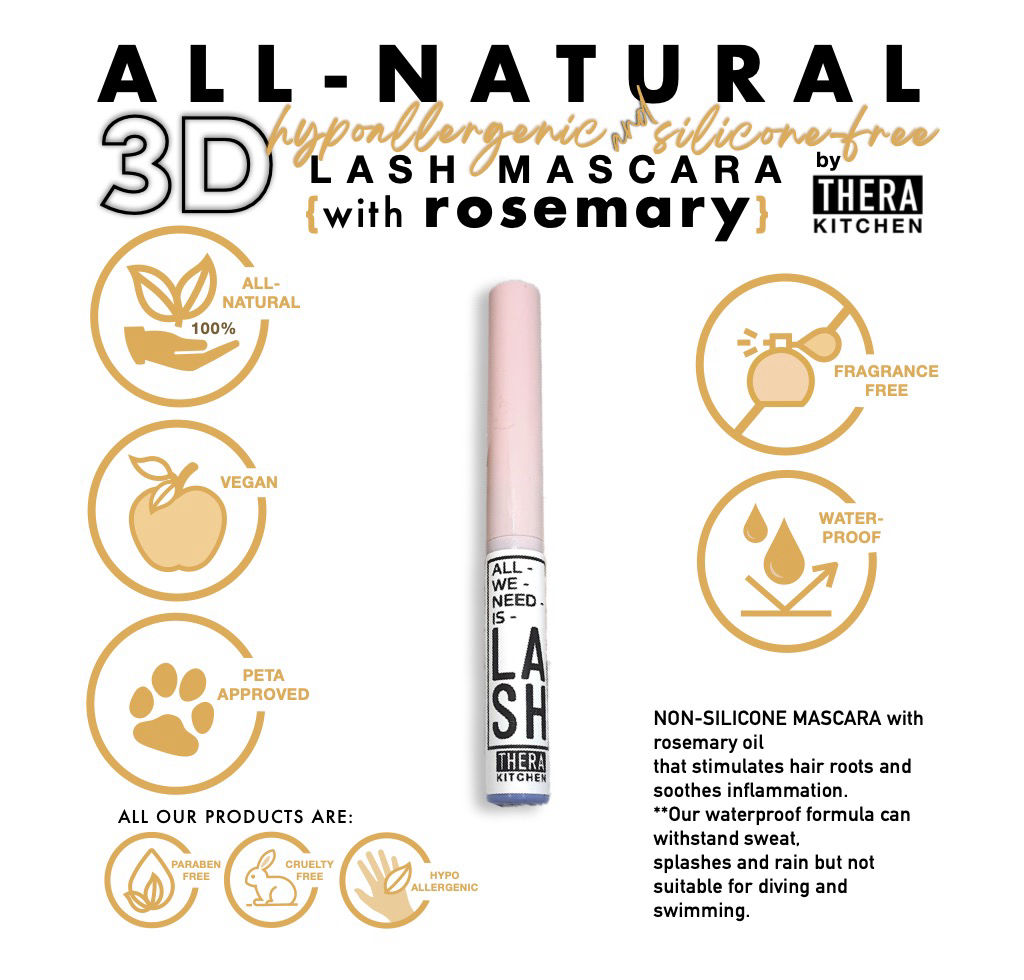 ALL-NATURAL
3D hypoallergenic and silicone-free
LASH MASCARA
{with rosemary}
by
THERA
KITCHEN
ALL-
NATURAL
100%
VEGAN
PETA
APPROVED
FRAGRANCE
FREE
WATER-
PROOF
ALL -
WE -
NEED -
IS -
LA
SH
THERA
KITCHEN
NON-SILICONE MASCARA with
rosemary oil
that stimulates hair roots and
soothes inflammation.
**Our waterproof formula can
withstand sweat,
splashes and rain but not
suitable for diving and
swimming.
ALL OUR PRODUCTS ARE:
PARABEN
FREE
CRUELTY
FREE
HYPO
ALLERGENIC